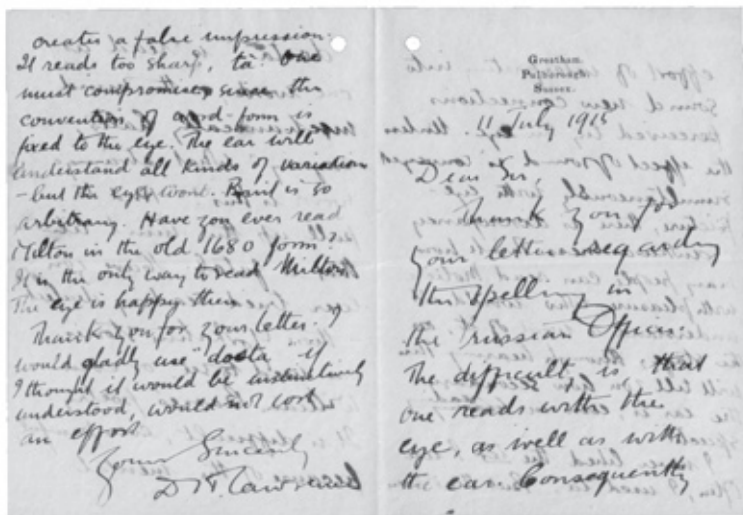 Greatham.
Pulborough.
Sussex.
11 July 1915
Dear Sir,
Thank you for
your letter regarding
the spelling in
the Prussian Officer.
The difficult is that
one reads with the
eye, as well as with
the ear. Consequently
creates a false impression.
It reads too sharp, 'ta'. One
must compromise, since the
convention of word-form is
fixed to the eye. The ear will
understand all kinds of variation
- but the eye won't. Print is so
arbitrary. Have you ever read
Milton in the old 1680 form?
It is the only way to read Milton.
The eye is happy then.
Thank you for your letter. I
would gladly use "dosta" if
I thought it would be instinctively
understood, would not cost
an effort
Yours Sincerely
D H. Lawrence